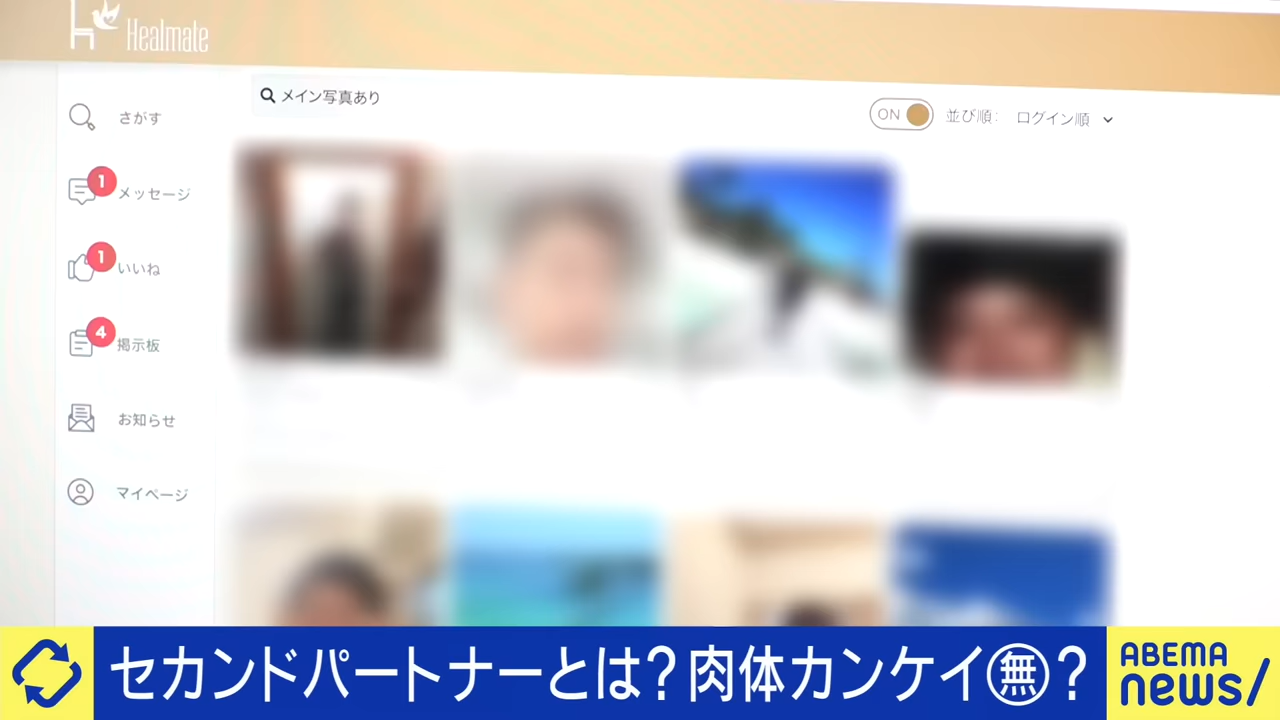 Healmate
さがす
メイン写真あり
ON
並び順:
ログイン順
1
メッセージ
1
いいね
4
掲示板
お知らせ
マイページ
セカンドパートナーとは?肉体カンケイ無?
ABEMA
news/